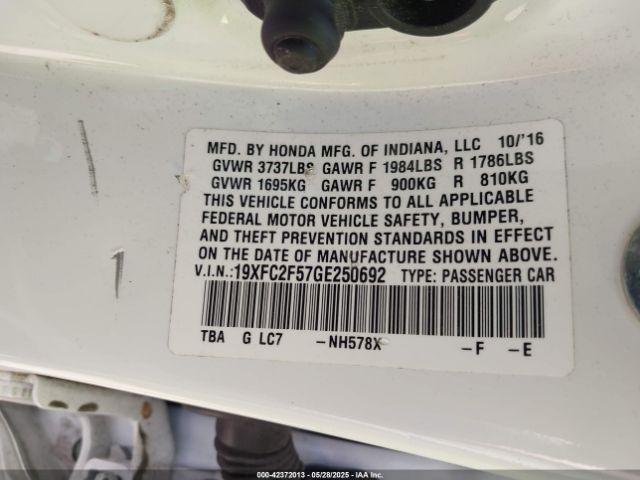 MFD. BY HONDA MFG. OF INDIANA, LLC 10/'16
GVWR 3737LBS GAWR F 1984LBS R 1786LBS
GVWR 1695KG GAWR F 900KG R 810KG
THIS VEHICLE CONFORMS TO ALL APPLICABLE
FEDERAL MOTOR VEHICLE SAFETY, BUMPER,
AND THEFT PREVENTION STANDARDS IN EFFECT
ON THE DATE OF MANUFACTURE SHOWN ABOVE.
V.I.N.:19XFC2F57GE250692 TYPE: PASSENGER CAR
TBA G LC7 -NH578X -F -E
1
000-42372013 - 05/28/2025 - Copyright IAA, Inc.